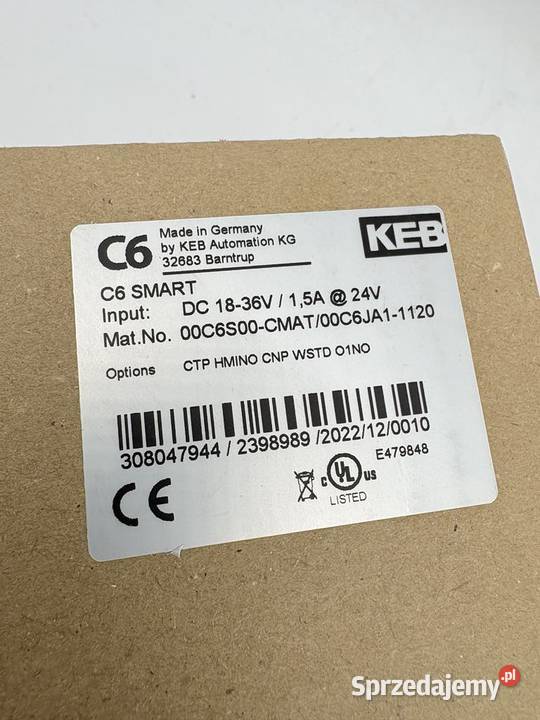 C6
Made in Germany
by KEB Automation KG
32683 Barntrup
KEB
C6 SMART
Input: DC 18-36V / 1,5A @ 24V
Mat.No. 00C6S00-CMAT/00C6JA1-1120
Options CTP HMINO CNP WSTD O1NO
308047944 / 2398989 /2022/12/0010
CE
C UL US
E479848
LISTED
Sprzedajemy.pl